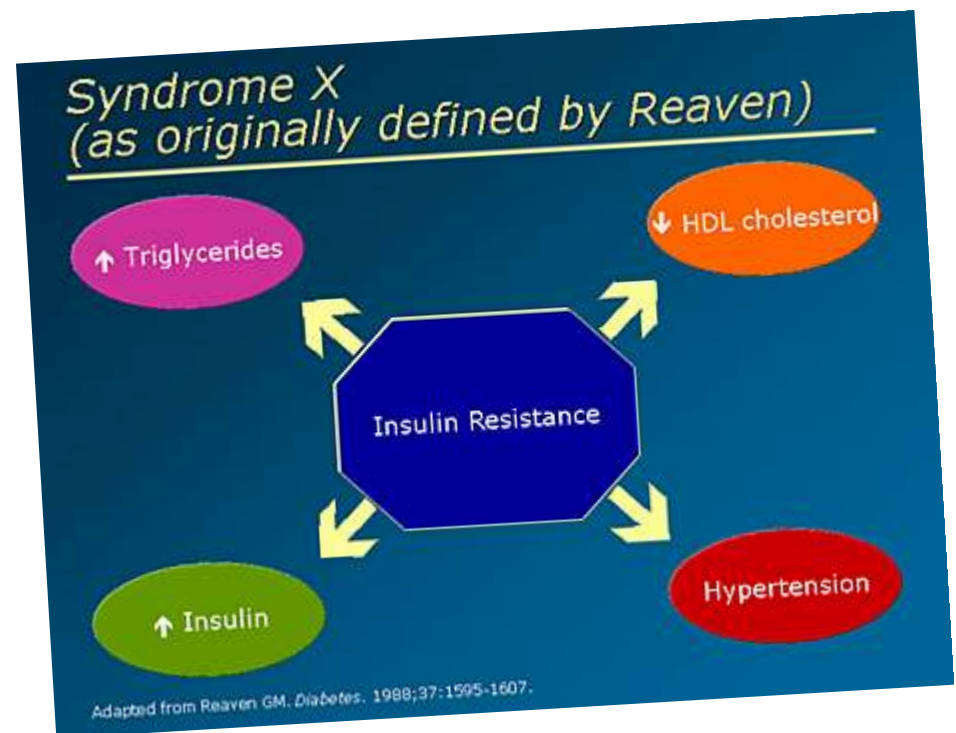 Syndrome X
(as originally defined by Reaven)
↑ Triglycerides
↓ HDL cholesterol
Insulin Resistance
↑ Insulin
Hypertension
Adapted from Reaven GM. Diabetes. 1988;37:1595-1607.